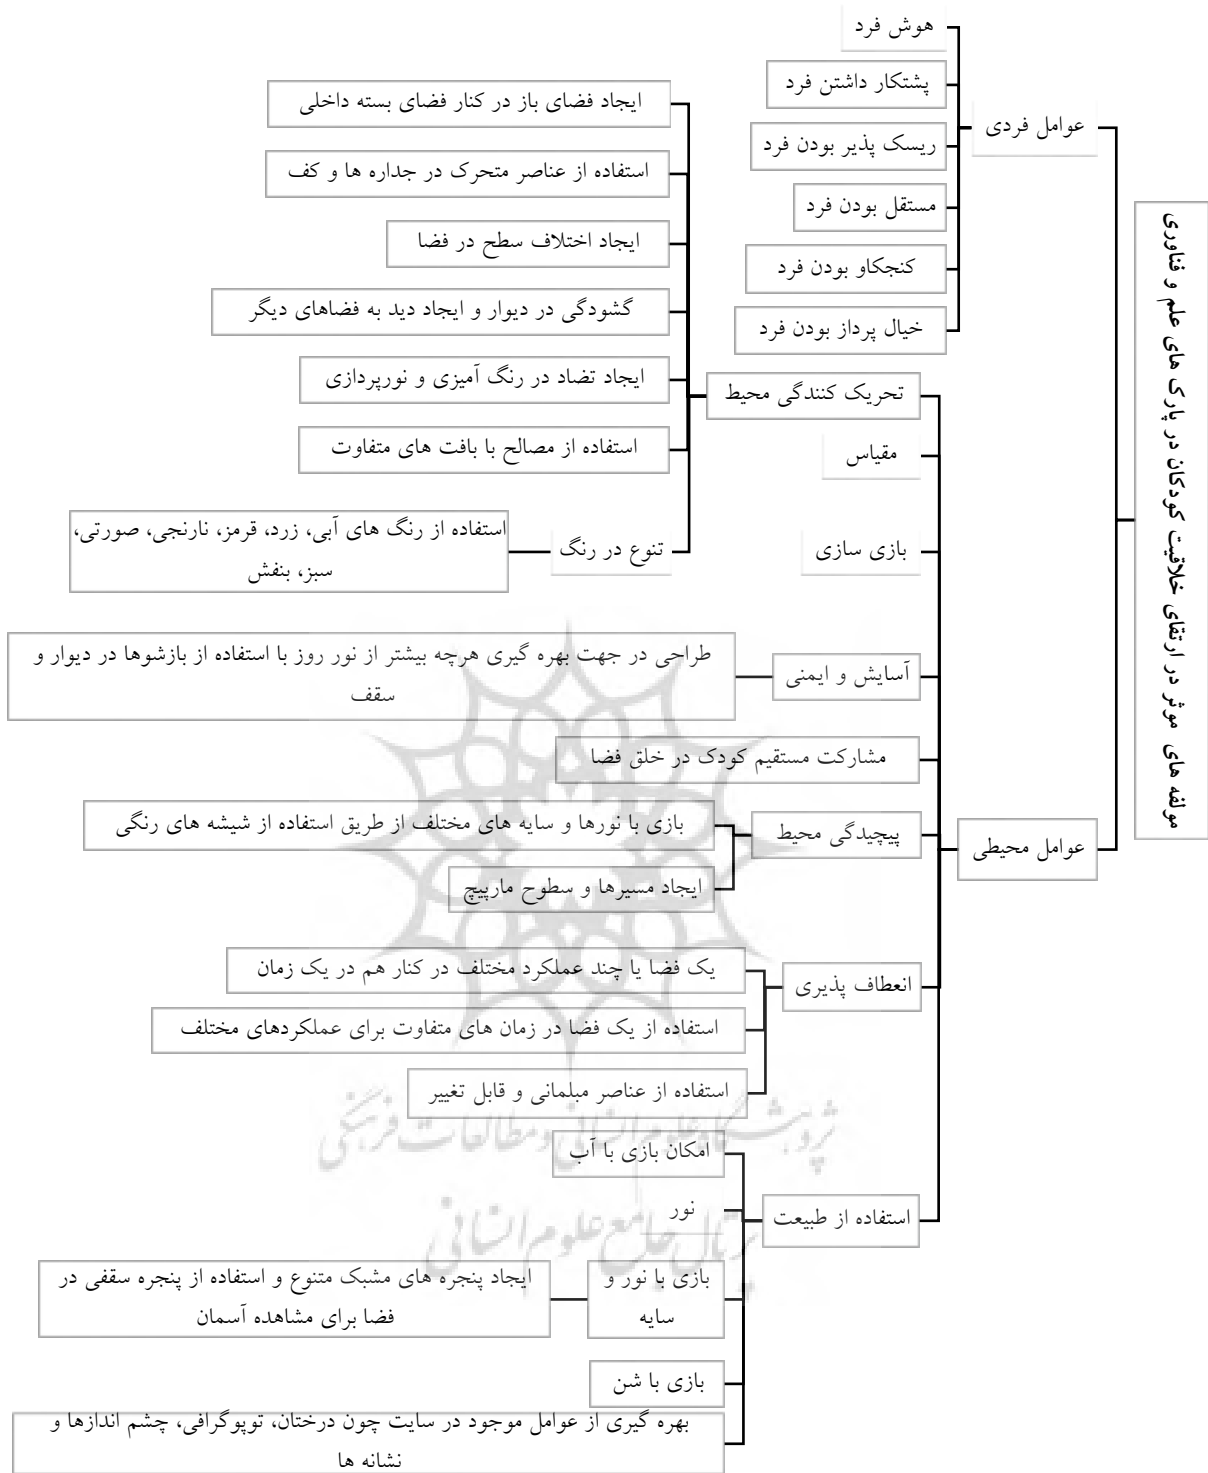 مولفه های موثر در ارتقای خلاقیت کودکان در پارک های علم و فناوری
عوامل فردی
هوش فرد
پشتکار داشتن فرد
ریسک پذیر بودن فرد
مستقل بودن فرد
کنجکاو بودن فرد
خیال پرداز بودن فرد
عوامل محیطی
تحریک کنندگی محیط
ایجاد فضای باز در کنار فضای بسته داخلی
استفاده از عناصر متحرک در جداره ها و کف
ایجاد اختلاف سطح در فضا
گشودگی در دیوار و ایجاد دید به فضاهای دیگر
ایجاد تضاد در رنگ آمیزی و نورپردازی
استفاده از مصالح با بافت های متفاوت
تنوع در رنگ
استفاده از رنگ های آبی، زرد، قرمز، نارنجی، صورتی،
سبز، بنفش
مقیاس
بازی سازی
آسایش و ایمنی
طراحی در جهت بهره گیری هرچه بیشتر از نور روز با استفاده از بازشوها در دیوار و
سقف
مشارکت مستقیم کودک در خلق فضا
پیچیدگی محیط
بازی با نورها و سایه های مختلف از طریق استفاده از شیشه های رنگی
ایجاد مسیرها و سطوح مارپیچ
انعطاف پذیری
یک فضا یا چند عملکرد مختلف در کنار هم در یک زمان
استفاده از یک فضا در زمان های متفاوت برای عملکردهای مختلف
استفاده از عناصر مبلمانی و قابل تغییر
استفاده از طبیعت
امکان بازی با آب
نور
بازی با نور و
سایه
ایجاد پنجره های مشبک متنوع و استفاده از پنجره سقفی در
فضا برای مشاهده آسمان
بازی با شن
بهره گیری از عوامل موجود در سایت چون درختان، توپوگرافی، چشم اندازها و
نشانه ها
پژوهشگاه علوم انسانی و مطالعات فرهنگی
پرتال جامع علوم انسانی